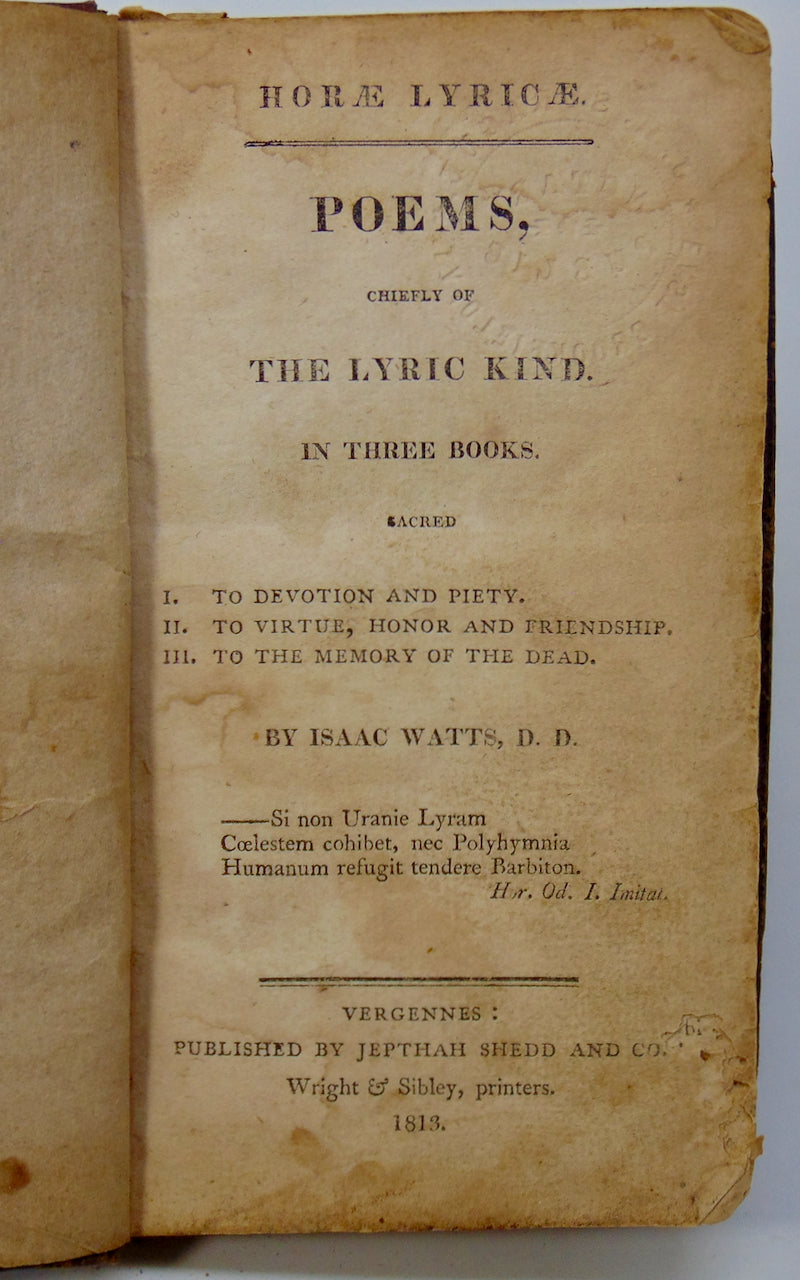 HORÆ LYRICÆ.
POEMS,
CHIEFLY OF
THE LYRIC KIND.
IN THREE BOOKS.
SACRED
I. TO DEVOTION AND PIETY.
II. TO VIRTUE, HONOR AND FRIENDSHIP.
III. TO THE MEMORY OF THE DEAD.
BY ISAAC WATTS, D. D.
——Si non Uranie Lyram
Cœlestem cohibet, nec Polyhymnia
Humanum refugit tendere Barbiton.
Hor. Od. I. Imitat.
VERGENNES :
PUBLISHED BY JEPTHAH SHEDD AND CO.
Wright & Sibley, printers.
1813.